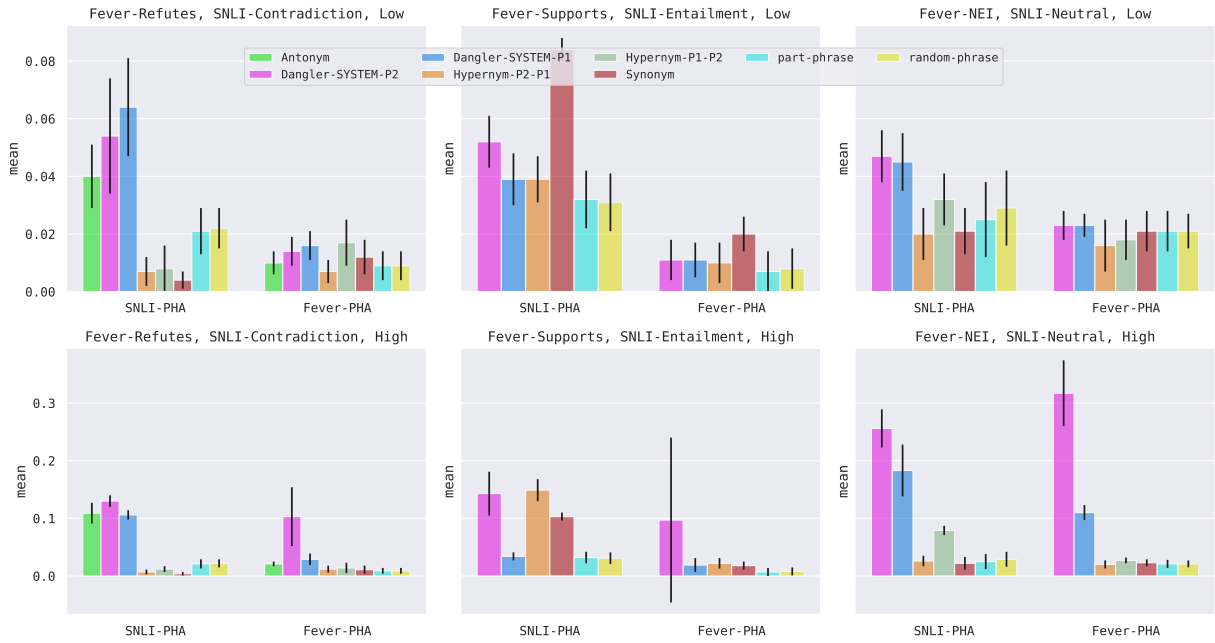 Fever-Refutes, SNLI-Contradiction, Low
Fever-Supports, SNLI-Entailment, Low
Fever-NEI, SNLI-Neutral, Low
Antonym
Dangler-SYSTEM-P2
Dangler-SYSTEM-P1
Hypernym-P2-P1
Hypernym-P1-P2
Synonym
part-phrase
random-phrase
mean
0.08
0.06
0.04
0.02
0.00
SNLI-PHA
Fever-PHA
mean
SNLI-PHA
Fever-PHA
mean
SNLI-PHA
Fever-PHA
Fever-Refutes, SNLI-Contradiction, High
Fever-Supports, SNLI-Entailment, High
Fever-NEI, SNLI-Neutral, High
mean
0.3
0.2
0.1
0.0
SNLI-PHA
Fever-PHA
mean
SNLI-PHA
Fever-PHA
mean
SNLI-PHA
Fever-PHA